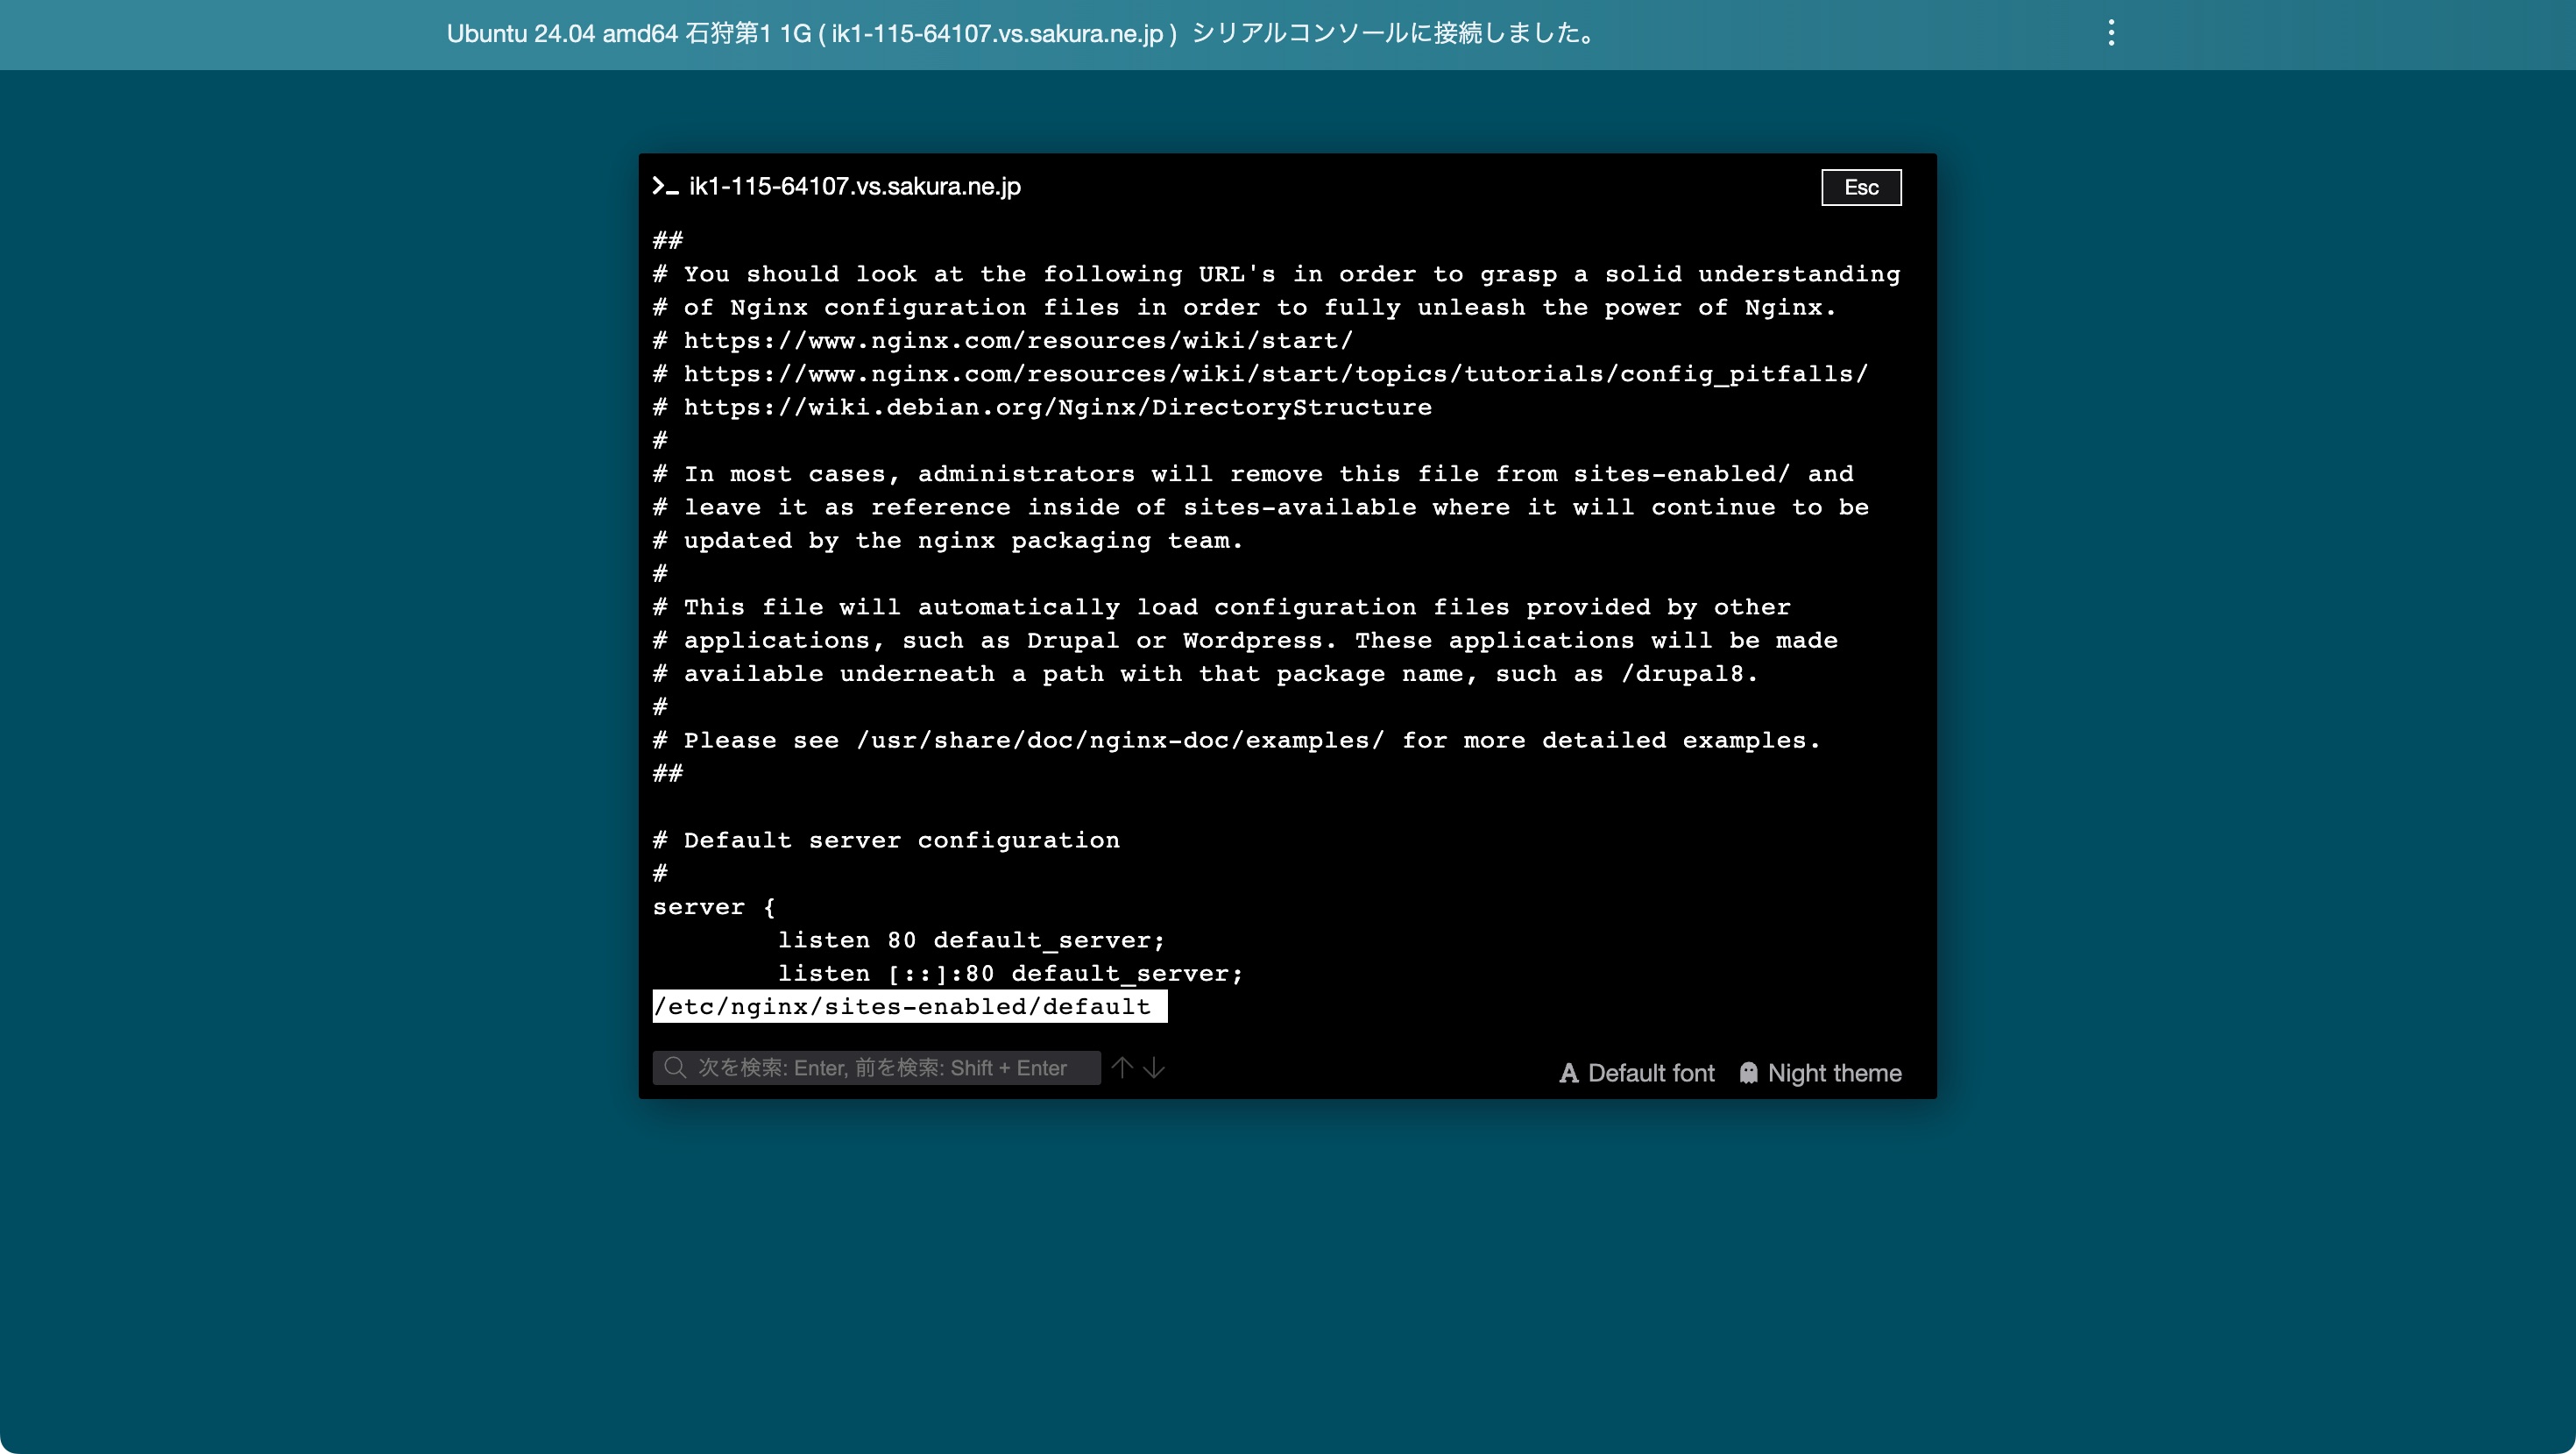 Ubuntu 24.04 amd64 石狩第1 1G ( ik1-115-64107.vs.sakura.ne.jp ) シリアルコンソールに接続しました。
ik1-115-64107.vs.sakura.ne.jp
Esc
##
# You should look at the following URL's in order to grasp a solid understanding
# of Nginx configuration files in order to fully unleash the power of Nginx.
# https://www.nginx.com/resources/wiki/start/
# https://www.nginx.com/resources/wiki/start/topics/tutorials/config_pitfalls/
# https://wiki.debian.org/Nginx/DirectoryStructure
#
# In most cases, administrators will remove this file from sites-enabled/ and
# leave it as reference inside of sites-available where it will continue to be
# updated by the nginx packaging team.
#
# This file will automatically load configuration files provided by other
# applications, such as Drupal or Wordpress. These applications will be made
# available underneath a path with that package name, such as /drupal8.
#
# Please see /usr/share/doc/nginx-doc/examples/ for more detailed examples.
##
# Default server configuration
#
server {
listen 80 default_server;
listen [::]:80 default_server;
/etc/nginx/sites-enabled/default
次を検索: Enter, 前を検索: Shift + Enter
Default font
Night theme